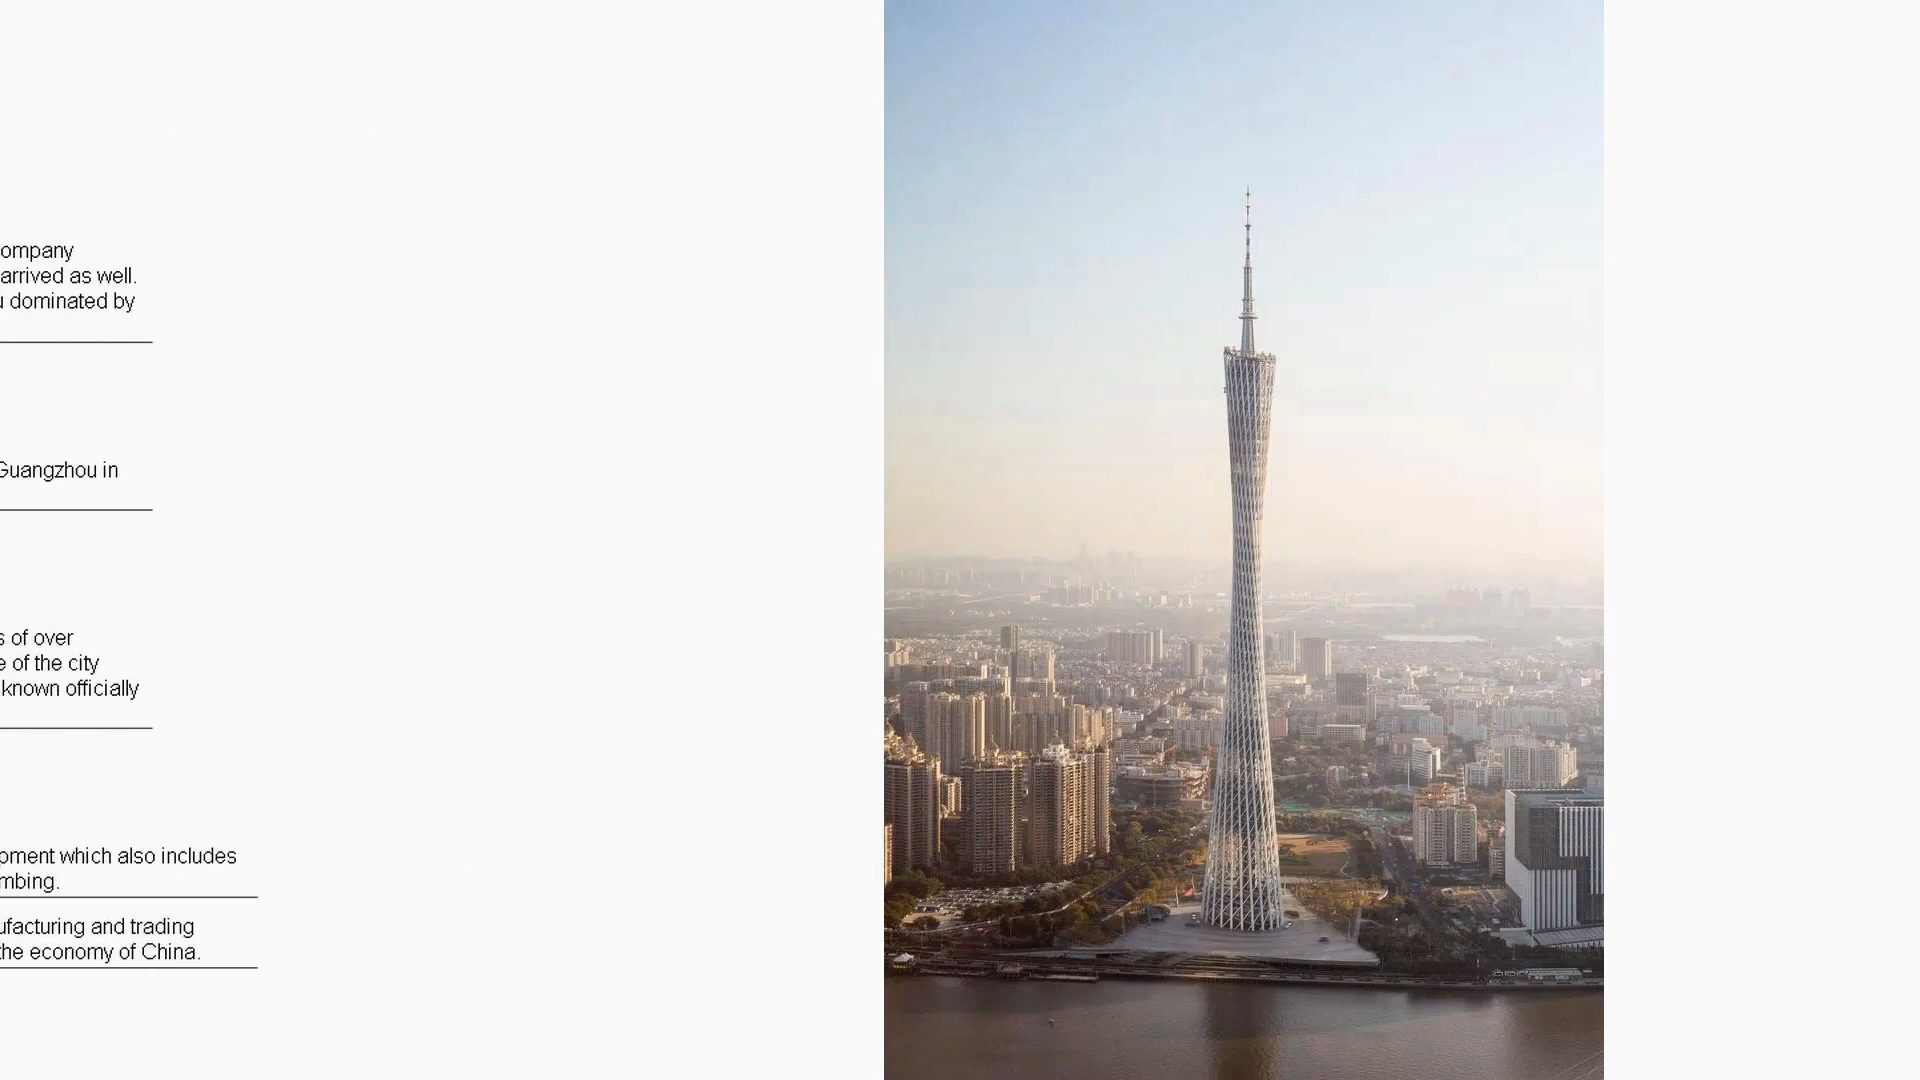 ompany
arrived as well.
dominated by
Guangzhou in
s of over
e of the city
known officially
pment which also includes
mbing.
ufacturing and trading
the economy of China.